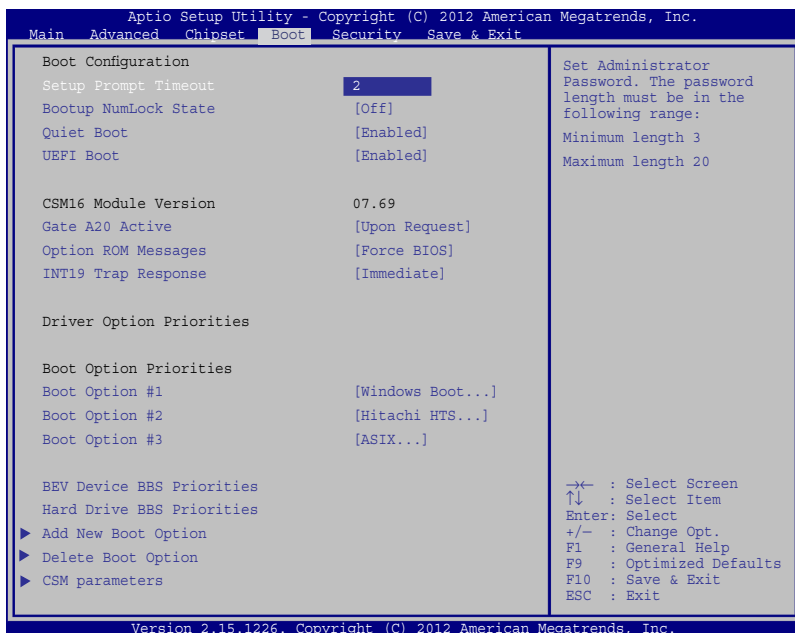 Aptio Setup Utility - Copyright (C) 2012 American Megatrends, Inc.
Main Advanced Chipset Boot Security Save & Exit
Boot Configuration
Setup Prompt Timeout 2
Bootup NumLock State [Off]
Quiet Boot [Enabled]
UEFI Boot [Enabled]
CSM16 Module Version 07.69
Gate A20 Active [Upon Request]
Option ROM Messages [Force BIOS]
INT19 Trap Response [Immediate]
Driver Option Priorities
Boot Option Priorities
Boot Option #1 [Windows Boot...]
Boot Option #2 [Hitachi HTS...]
Boot Option #3 [ASIX...]
BEV Device BBS Priorities
Hard Drive BBS Priorities
Add New Boot Option
Delete Boot Option
CSM parameters
Set Administrator
Password. The password
length must be in the
following range:
Minimum length 3
Maximum length 20
→← : Select Screen
↑↓ : Select Item
Enter: Select
+/— : Change Opt.
F1 : General Help
F9 : Optimized Defaults
F10 : Save & Exit
ESC : Exit
Version 2.15.1226. Copyright (C) 2012 American Megatrends, Inc.